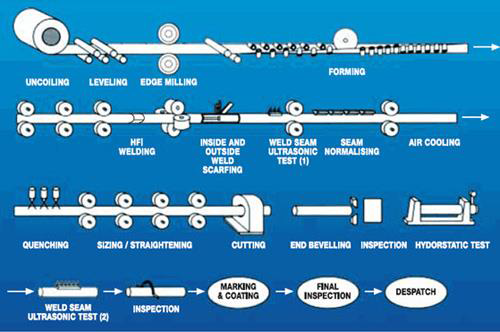 UNCOILING LEVELING EDGE MILLING FORMING
HFi
WELDING
INSIDE AND
OUTSIDE
WELD
SCARFING
WELD SEAM
ULTRASONIC
TEST (1)
SEAM
NORMALISING
AIR COOLING
QUENCHING SIZING / STRAIGHTENING CUTTING END BEVELLING INSPECTION HYDORSTATIC TEST
WELD SEAM
ULTRASONIC TEST (2)
INSPECTION
MARKING
& COATING
FINAL
INSPECTION
DESPATCH